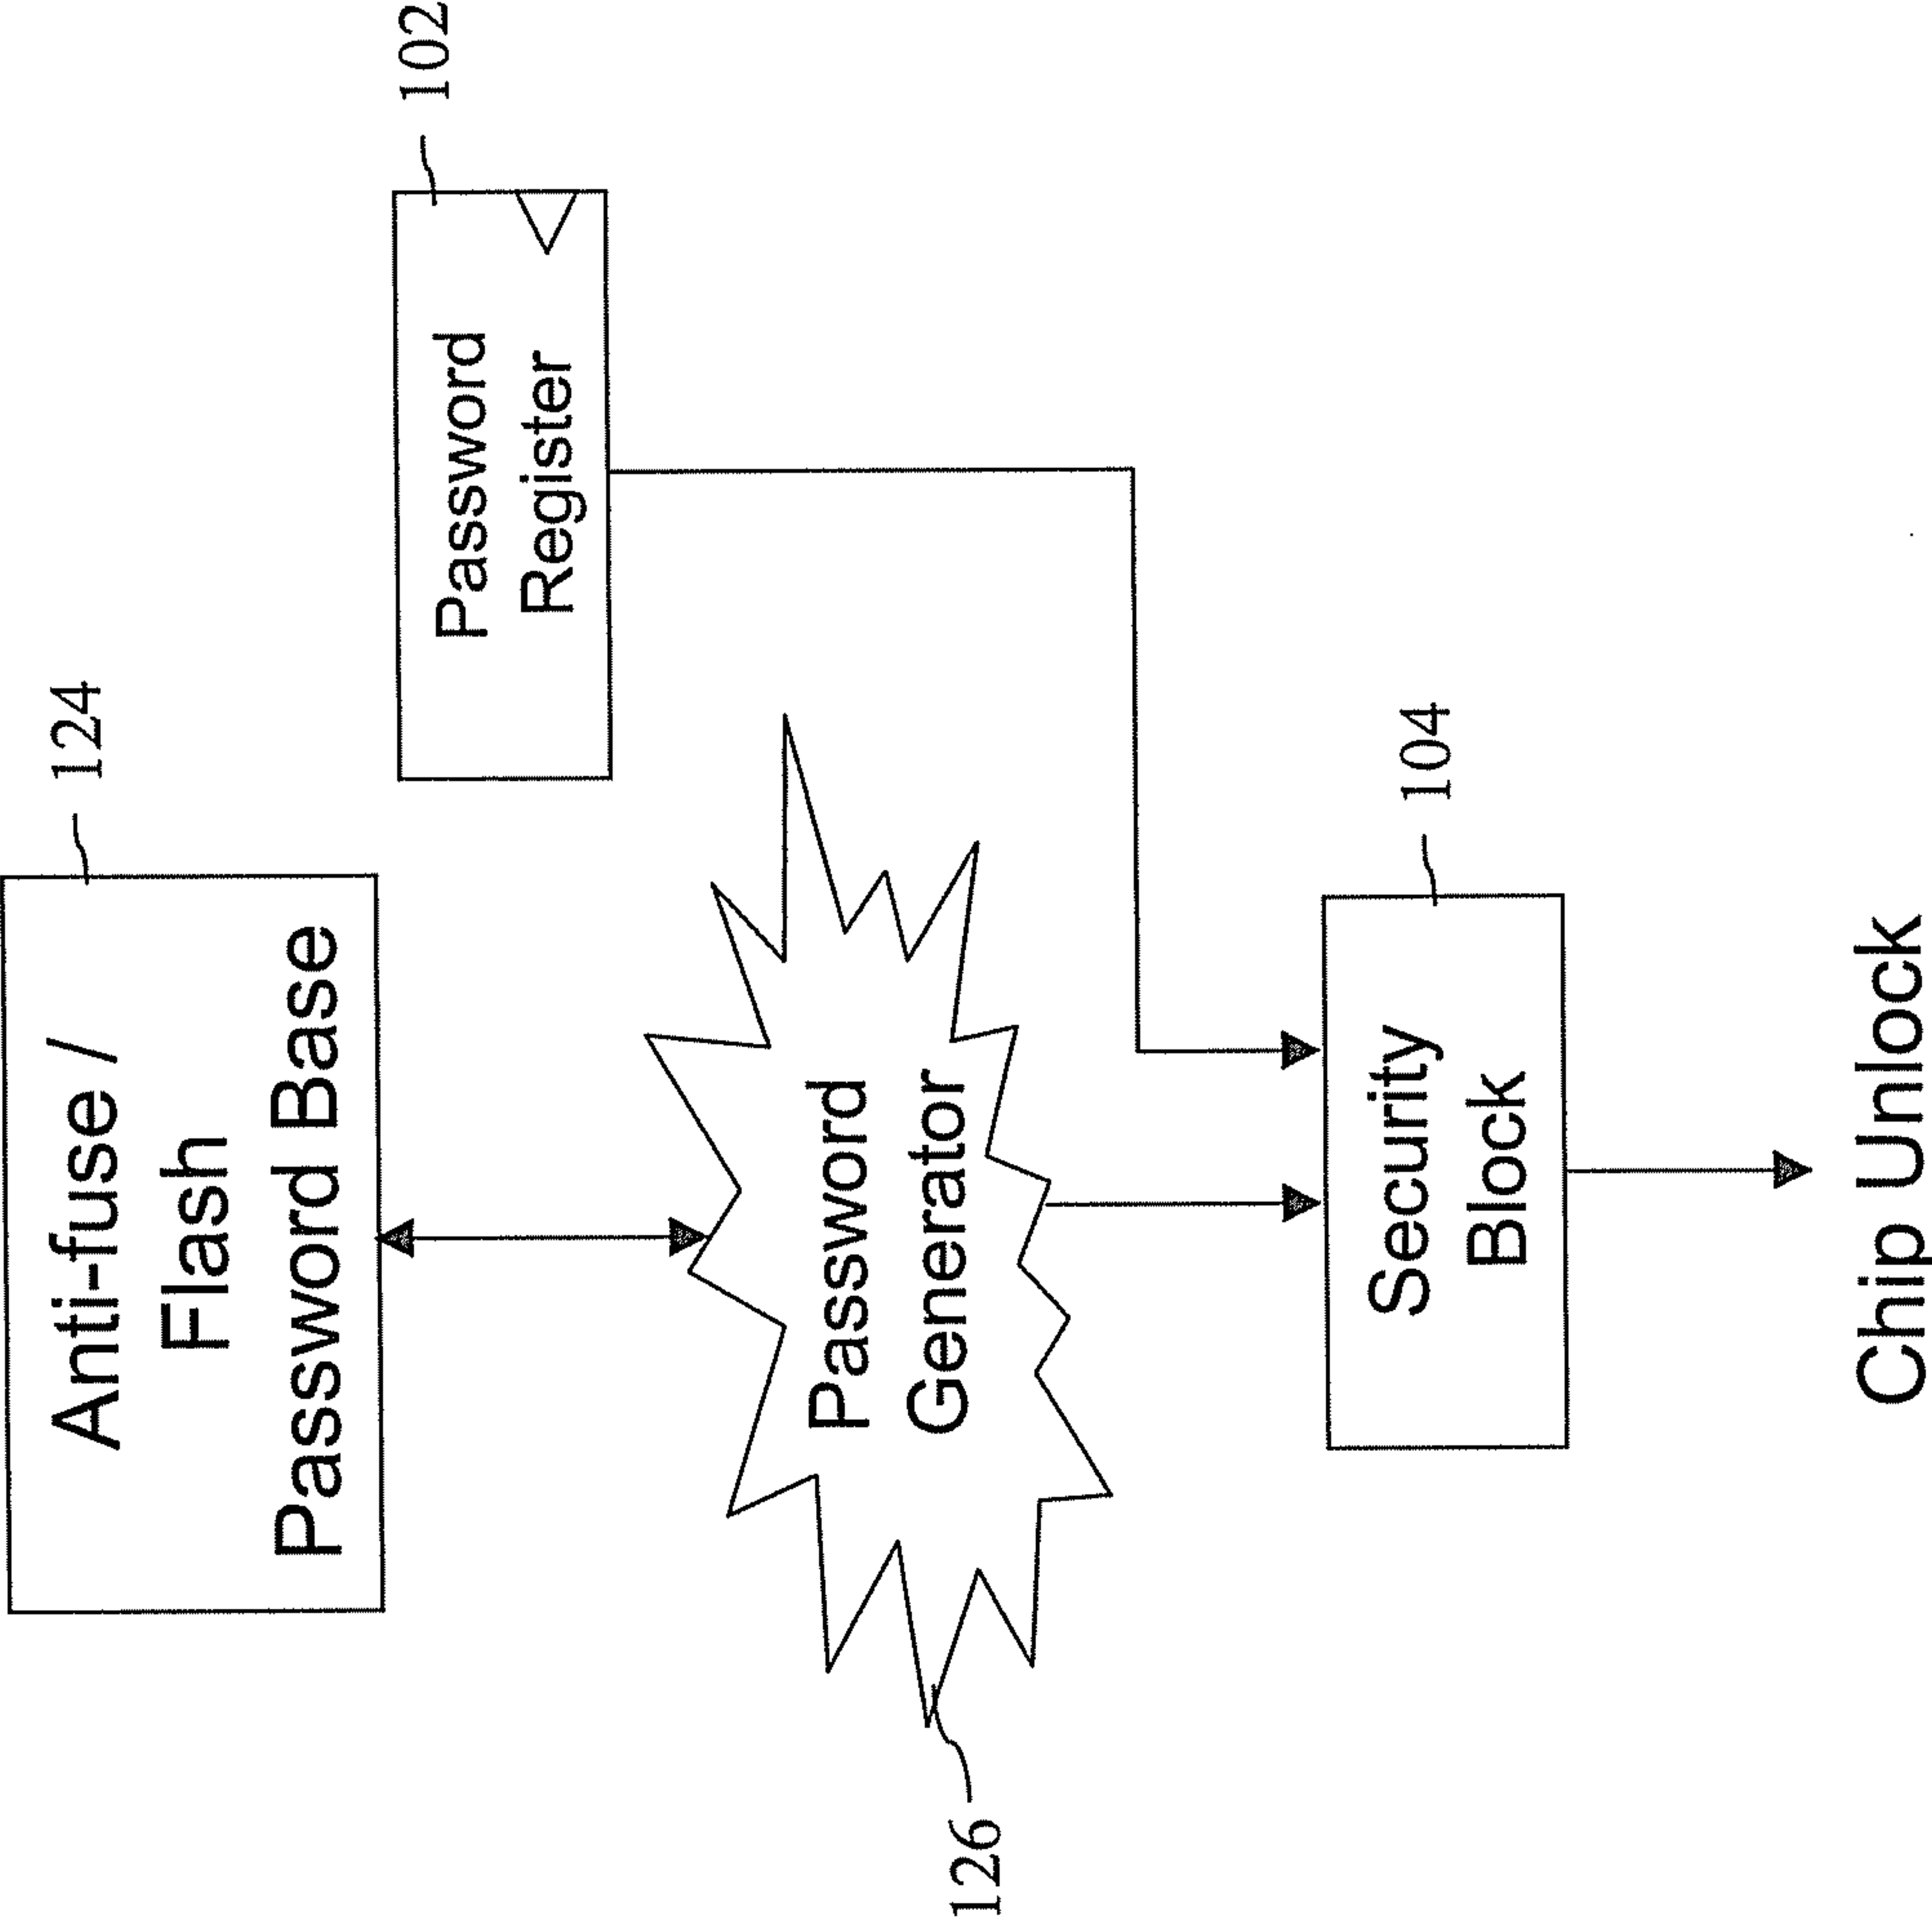 102
Password
Register
124
Anti-fuse /
Flash
Password Base
Password
Generator
126
104
Security
Block
Chip Unlock